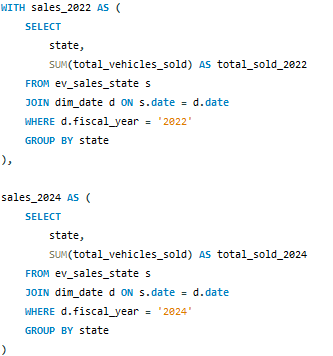 WITH sales_2022 AS (
    SELECT
        state,
        SUM(total_vehicles_sold) AS total_sold_2022
    FROM ev_sales_state s
    JOIN dim_date d ON s.date = d.date
    WHERE d.fiscal_year = '2022'
    GROUP BY state
),
sales_2024 AS (
    SELECT
        state,
        SUM(total_vehicles_sold) AS total_sold_2024
    FROM ev_sales_state s
    JOIN dim_date d ON s.date = d.date
    WHERE d.fiscal_year = '2024'
    GROUP BY state
)